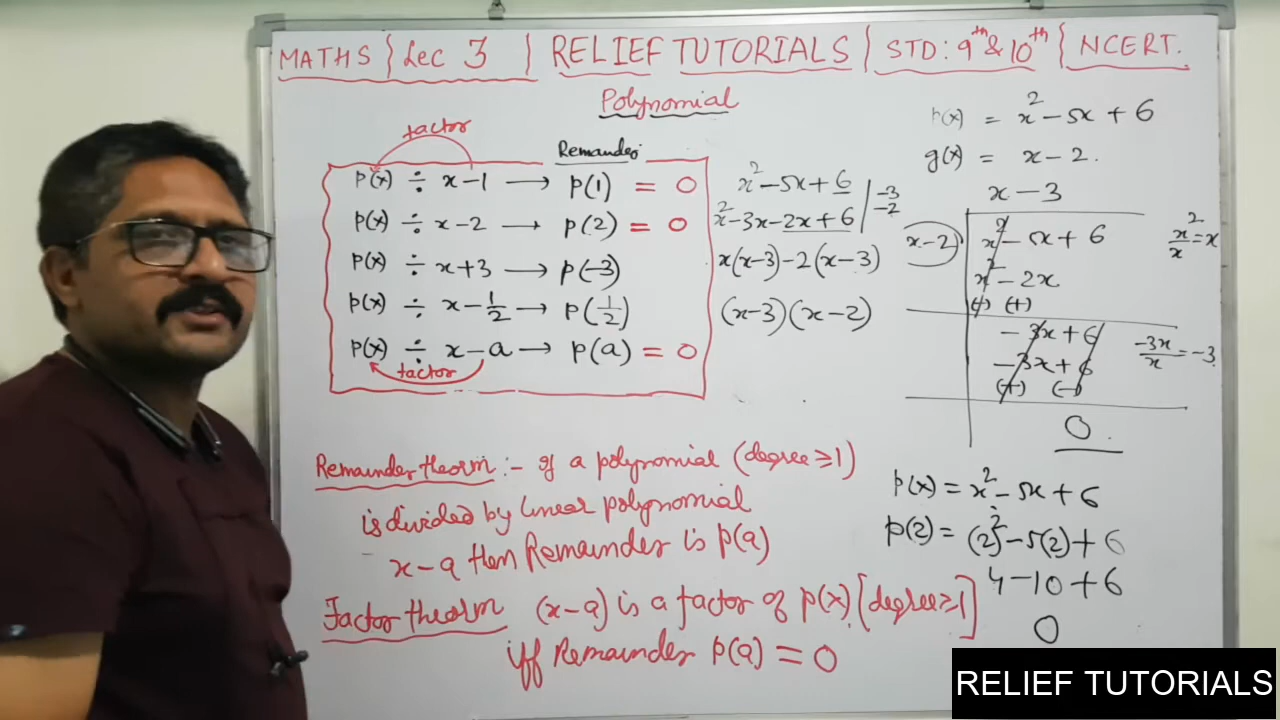 MATHS | Lec 3 | RELIEF TUTORIALS | STD: 9th & 10th | NCERT.
Polynomial
factor
Remander
p(x) ÷ x-1 → p(1) = 0
p(x) ÷ x-2 → p(2) = 0
p(x) ÷ x+3 → p(-3)
p(x) ÷ x-1/2 → p(1/2)
p(x) ÷ x-a → p(a) = 0
factor
x²-5x+6 | -3
x²-3x-2x+6 | -2
x(x-3)-2(x-3)
(x-3)(x-2)
p(x) = x²-5x+6
g(x) = x-2.
x-3
x-2 x²-5x+6 x²/x=x
x²-2x
(-) (+)
-3x+6 -3x/x=-3
-3x+6
(+) (-)
0.
p(x) = x²-5x+6
p(2) = (2)²-5(2)+6
4-10+6
0
Remainder theorm :- If a polynomial (degree≥1)
is divided by linear polynomial
x-a then Remainder is p(a)
Factor theorm (x-a) is a factor of p(x) [degree≥1]
iff Remainder p(a) = 0
RELIEF TUTORIALS